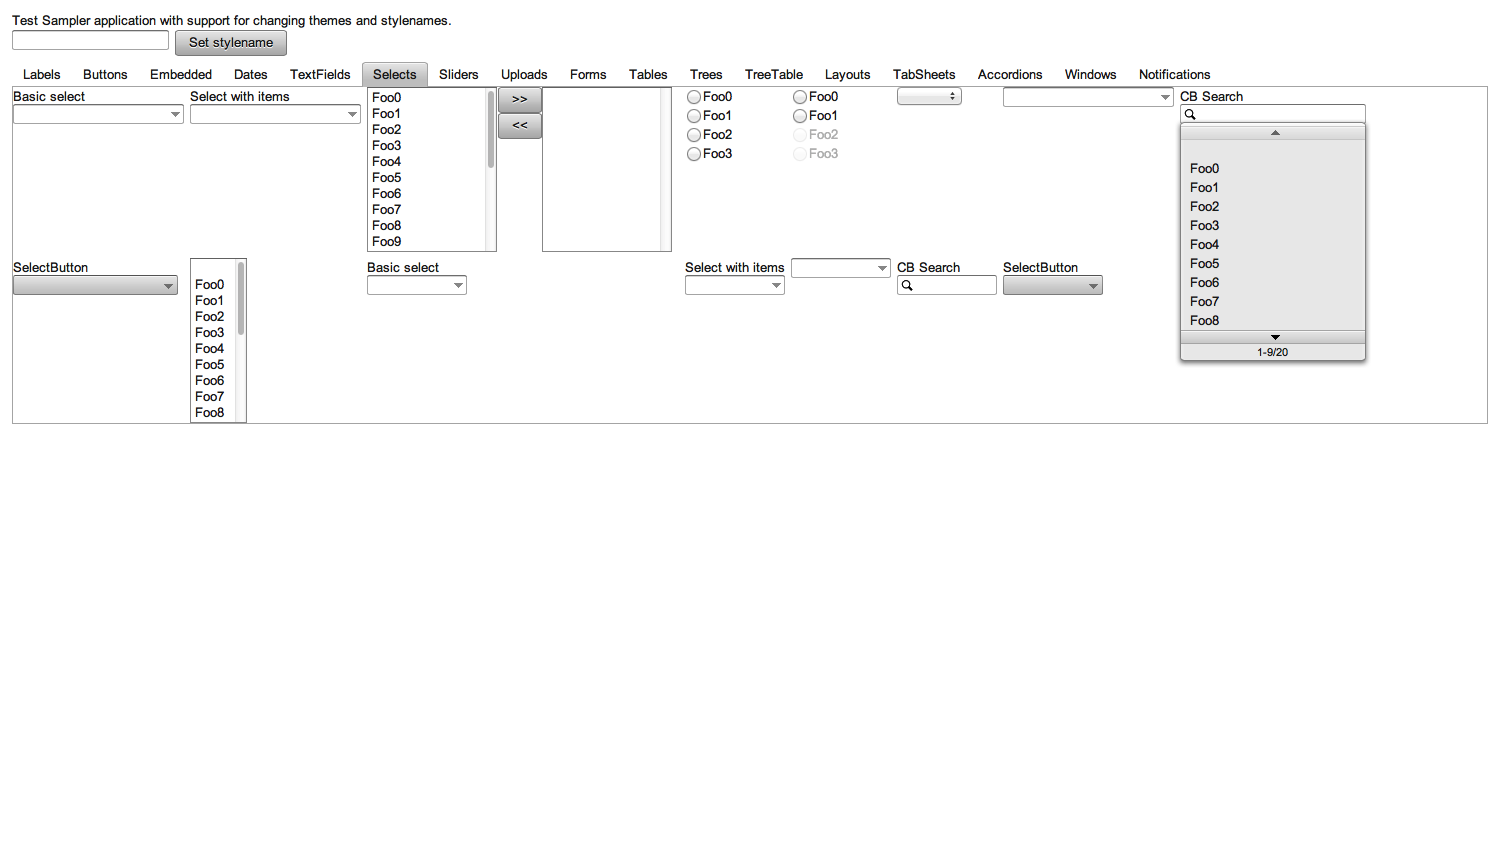 Test Sampler application with support for changing themes and stylenames.
Set stylename
Labels Buttons Embedded Dates TextFields Selects Sliders Uploads Forms Tables Trees TreeTable Layouts TabSheets Accordions Windows Notifications
Basic select
Select with items
Foo0
Foo1
Foo2
Foo3
Foo4
Foo5
Foo6
Foo7
Foo8
Foo9
>>
<<
Foo0
Foo1
Foo2
Foo3
Foo0
Foo1
Foo2
Foo3
CB Search
Foo0
Foo1
Foo2
Foo3
Foo4
Foo5
Foo6
Foo7
Foo8
1-9/20
SelectButton
Foo0
Foo1
Foo2
Foo3
Foo4
Foo5
Foo6
Foo7
Foo8
Basic select
Select with items
CB Search
SelectButton